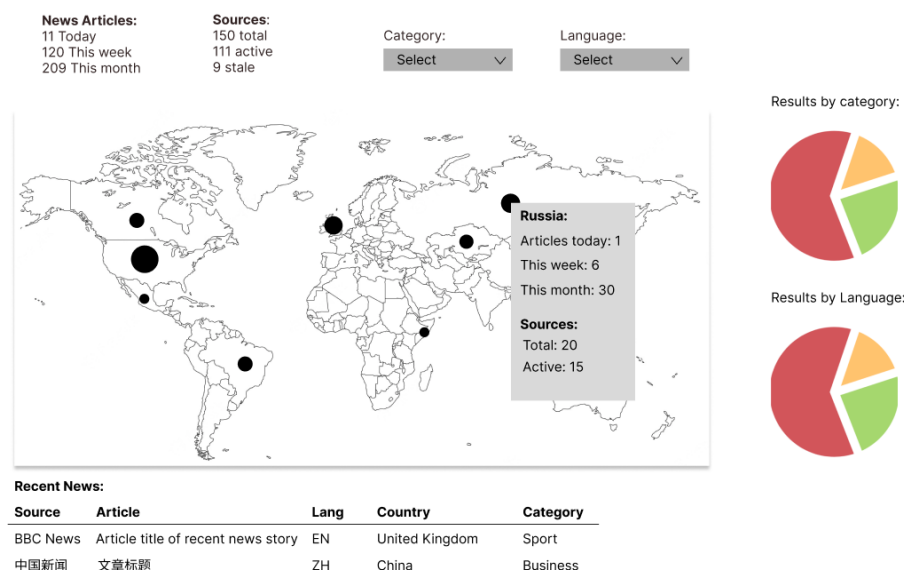 News Articles:
11 Today
120 This week
209 This month
Sources:
150 total
111 active
9 stale
Category:
Select
Language:
Select
Results by category:
Russia:
Articles today: 1
This week: 6
This month: 30
Sources:
Total: 20
Active: 15
Results by Language:
Recent News:
Source Article Lang Country Category
BBC News Article title of recent news story EN United Kingdom Sport
中国新闻 文章标题 ZH China Business